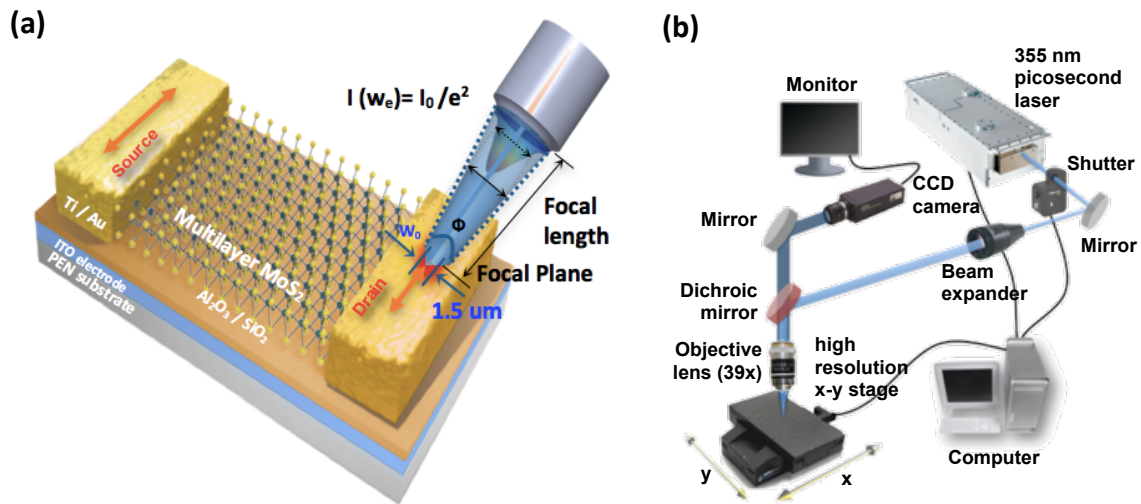 (a)
I (wₑ)= I₀ /e²
Source
Ti / Au
Multilayer MoS₂
W₀
Φ
Focal
length
Focal Plane
Drain
1.5 um
ITO electrode
PEN substrate
Al₂O₃ / SiO₂
(b)
355 nm
picosecond
laser
Monitor
Shutter
CCD
camera
Mirror
Mirror
Beam
expander
Dichroic
mirror
Objective
lens (39x)
high
resolution
x-y stage
Computer
y
x